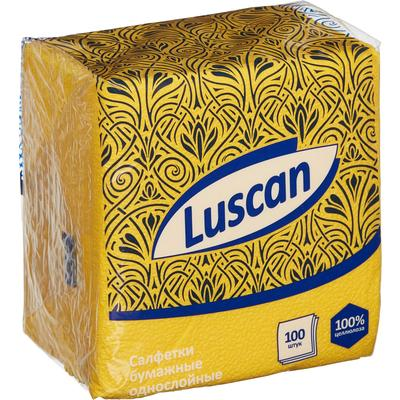 Luscan
100
штук
100%
целлюлоза
Салфетки
бумажные
однослойные